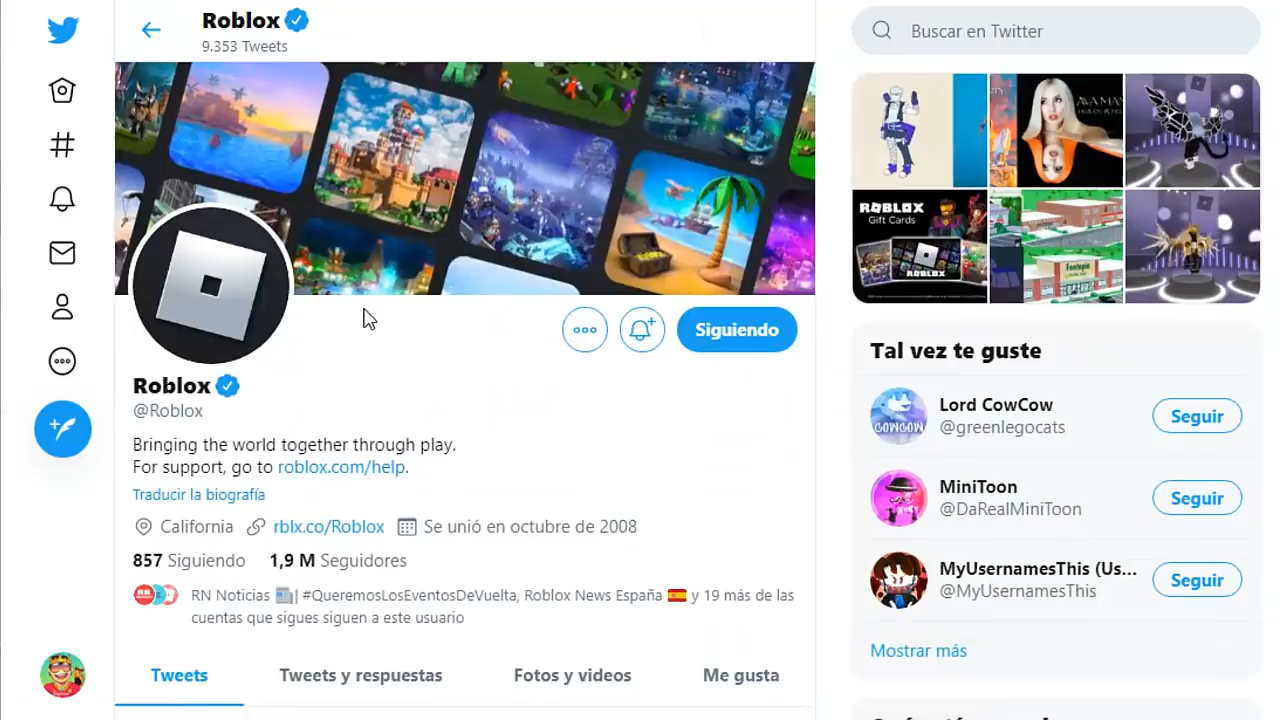 Roblox
9.353 Tweets
Buscar en Twitter
AVA MAX
ROBLOX
Gift Cards
ROBLOX
Siguiendo
Roblox
@Roblox
Bringing the world together through play.
For support, go to roblox.com/help.
Traducir la biografía
California rblx.co/Roblox Se unió en octubre de 2008
857 Siguiendo 1,9 M Seguidores
RN Noticias | #QueremosLosEventosDeVuelta, Roblox News España y 19 más de las
cuentas que sigues siguen a este usuario
Tweets Tweets y respuestas Fotos y videos Me gusta
Tal vez te guste
COWCOW
Lord CowCow
@greenlegocats
Seguir
MiniToon
@DaRealMiniToon
Seguir
MyUsernamesThis (Us...
@MyUsernamesThis
Seguir
Mostrar más